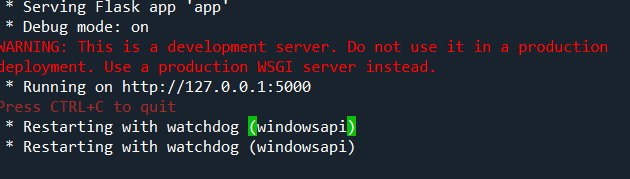 * Serving Flask app 'app'
* Debug mode: on
WARNING: This is a development server. Do not use it in a production
deployment. Use a production WSGI server instead.
* Running on http://127.0.0.1:5000
Press CTRL+C to quit
* Restarting with watchdog (windowsapi)
* Restarting with watchdog (windowsapi)